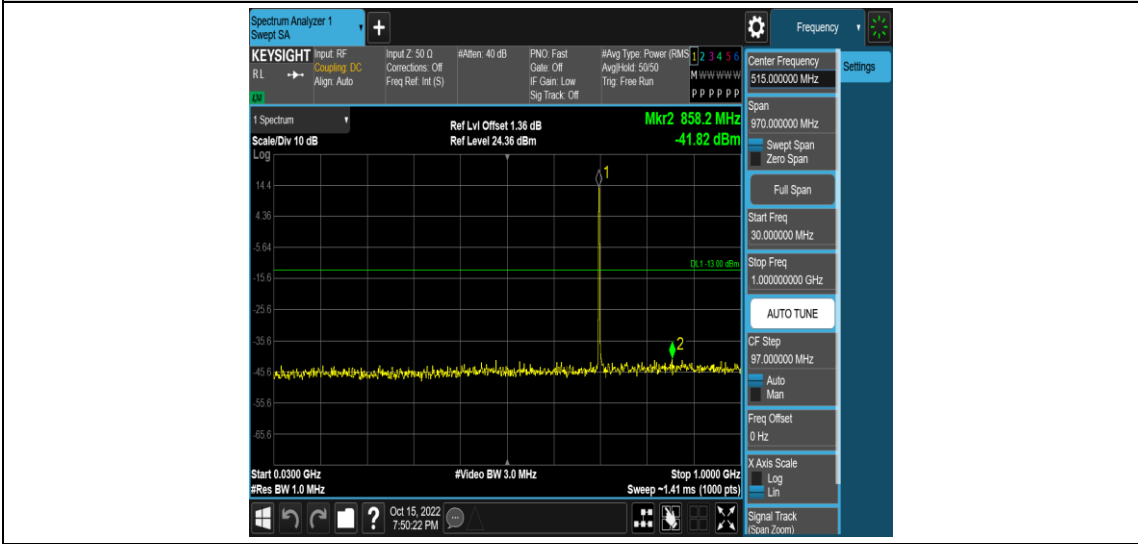 Spectrum Analyzer 1
Swept SA
Frequency
KEYSIGHT
Input: RF
Input Z: 50 Ω
#Atten: 40 dB
PNO: Fast
#Avg Type: Power (RMS
1 2 3 4 5 6
RL
Coupling: DC
Corrections: Off
Gate: Off
Avg|Hold: 50/50
M W W W W W
Align: Auto
Freq Ref: Int (S)
IF Gain: Low
Trig: Free Run
Sig Track: Off
P P P P P P
1 Spectrum
Ref Lvl Offset 1.36 dB
Mkr2 858.2 MHz
Scale/Div 10 dB
Ref Level 24.36 dBm
-41.82 dBm
Log
1
14.4
4.36
-5.64
DL1 -13.00 dBm
-15.6
-25.6
-35.6
2
-45.6
-55.6
-65.6
Start 0.0300 GHz
#Video BW 3.0 MHz
Stop 1.0000 GHz
#Res BW 1.0 MHz
Sweep ~1.41 ms (1000 pts)
?
Oct 15, 2022
7:50:22 PM
Center Frequency
515.000000 MHz
Settings
Span
970.000000 MHz
Swept Span
Zero Span
Full Span
Start Freq
30.000000 MHz
Stop Freq
1.000000000 GHz
AUTO TUNE
CF Step
97.000000 MHz
Auto
Man
Freq Offset
0 Hz
X Axis Scale
Log
Lin
Signal Track
(Span Zoom)